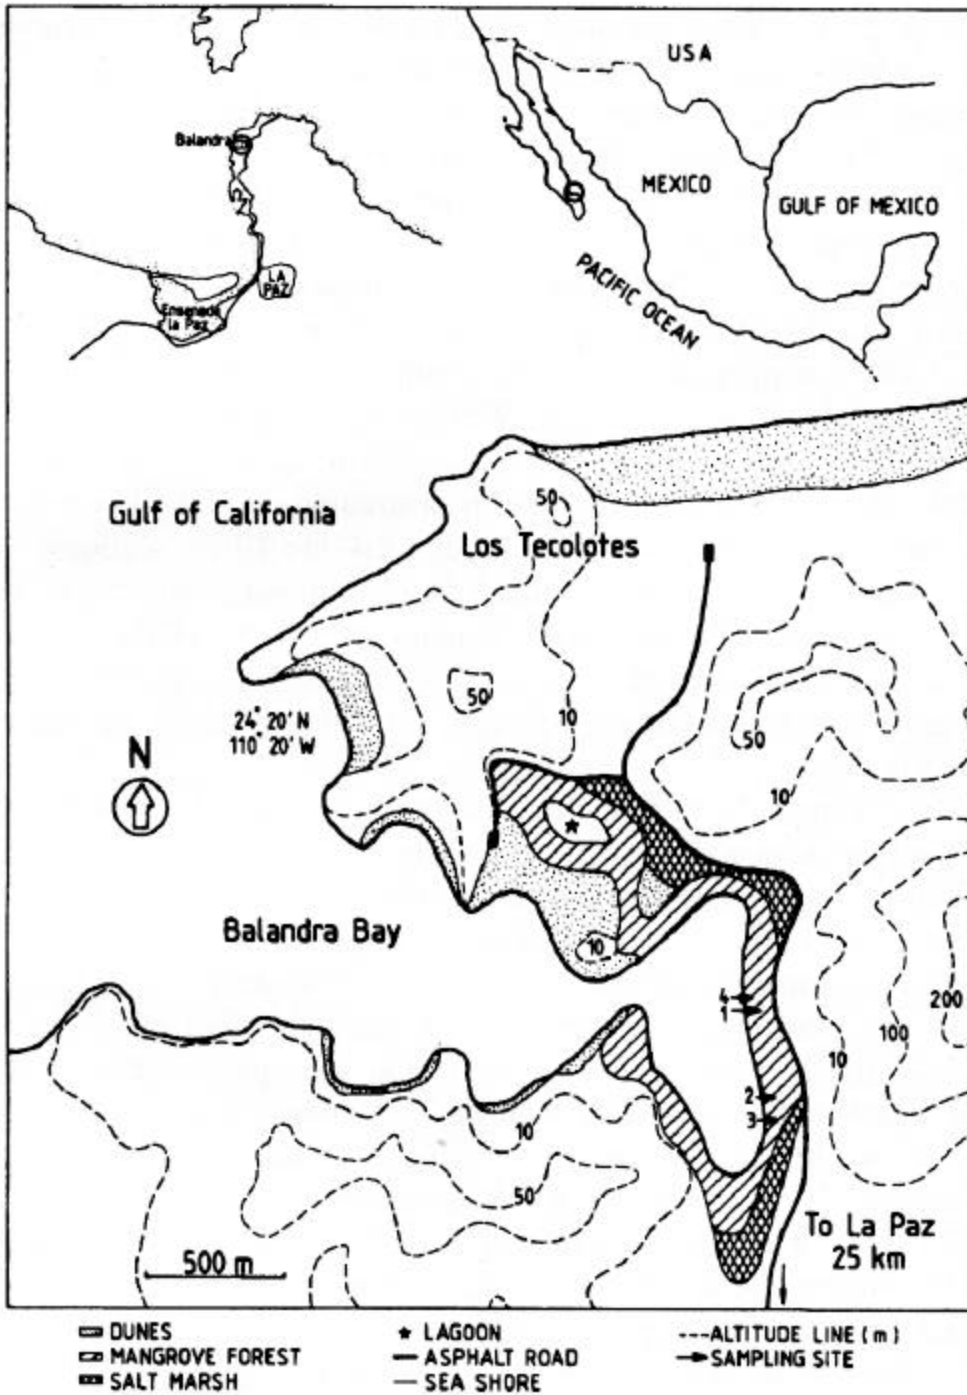 USA
Balandra
MEXICO
GULF OF MEXICO
PACIFIC OCEAN
LA
PAZ
Ensenada
la Paz
50
Gulf of California
Los Tecolotes
50
10
24° 20' N
110° 20' W
50
N
10
Balandra Bay
10
4
1
200
100
10
2
3
10
50
To La Paz
25 km
500 m
DUNES
LAGOON
ALTITUDE LINE (m)
MANGROVE FOREST
ASPHALT ROAD
SAMPLING SITE
SALT MARSH
SEA SHORE